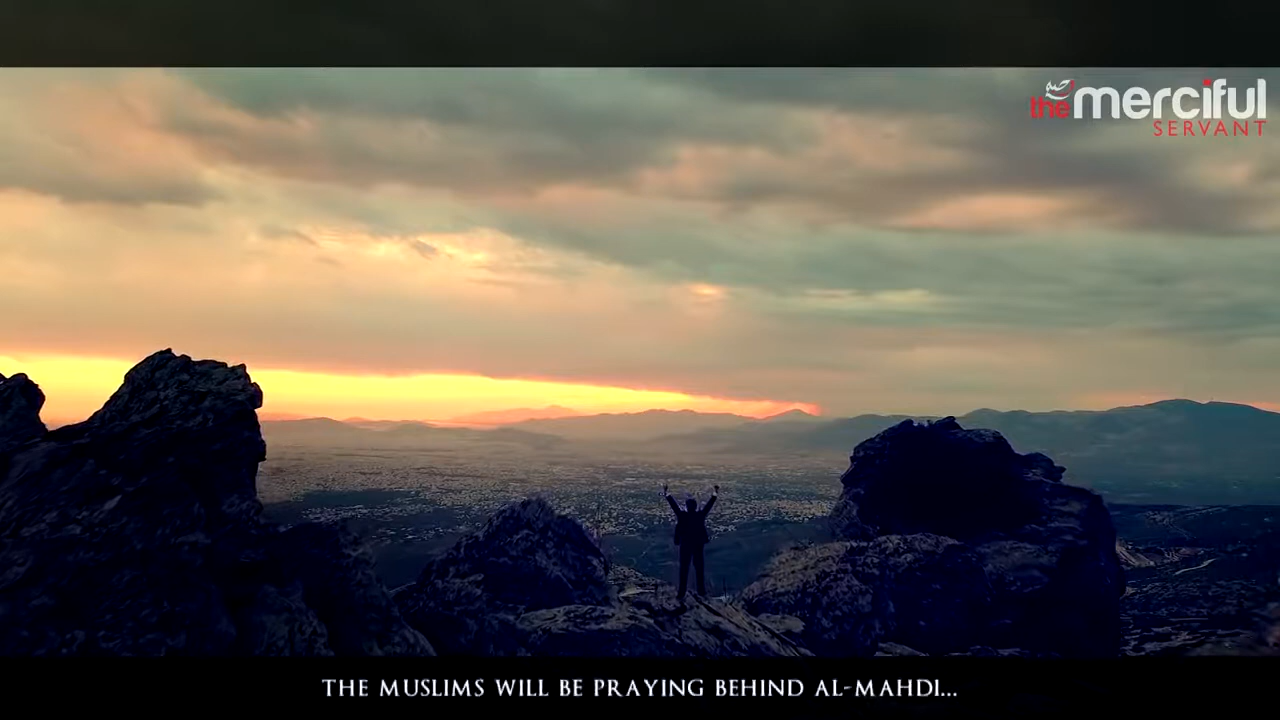 the merciful
SERVANT
THE MUSLIMS WILL BE PRAYING BEHIND AL-MAHDI...